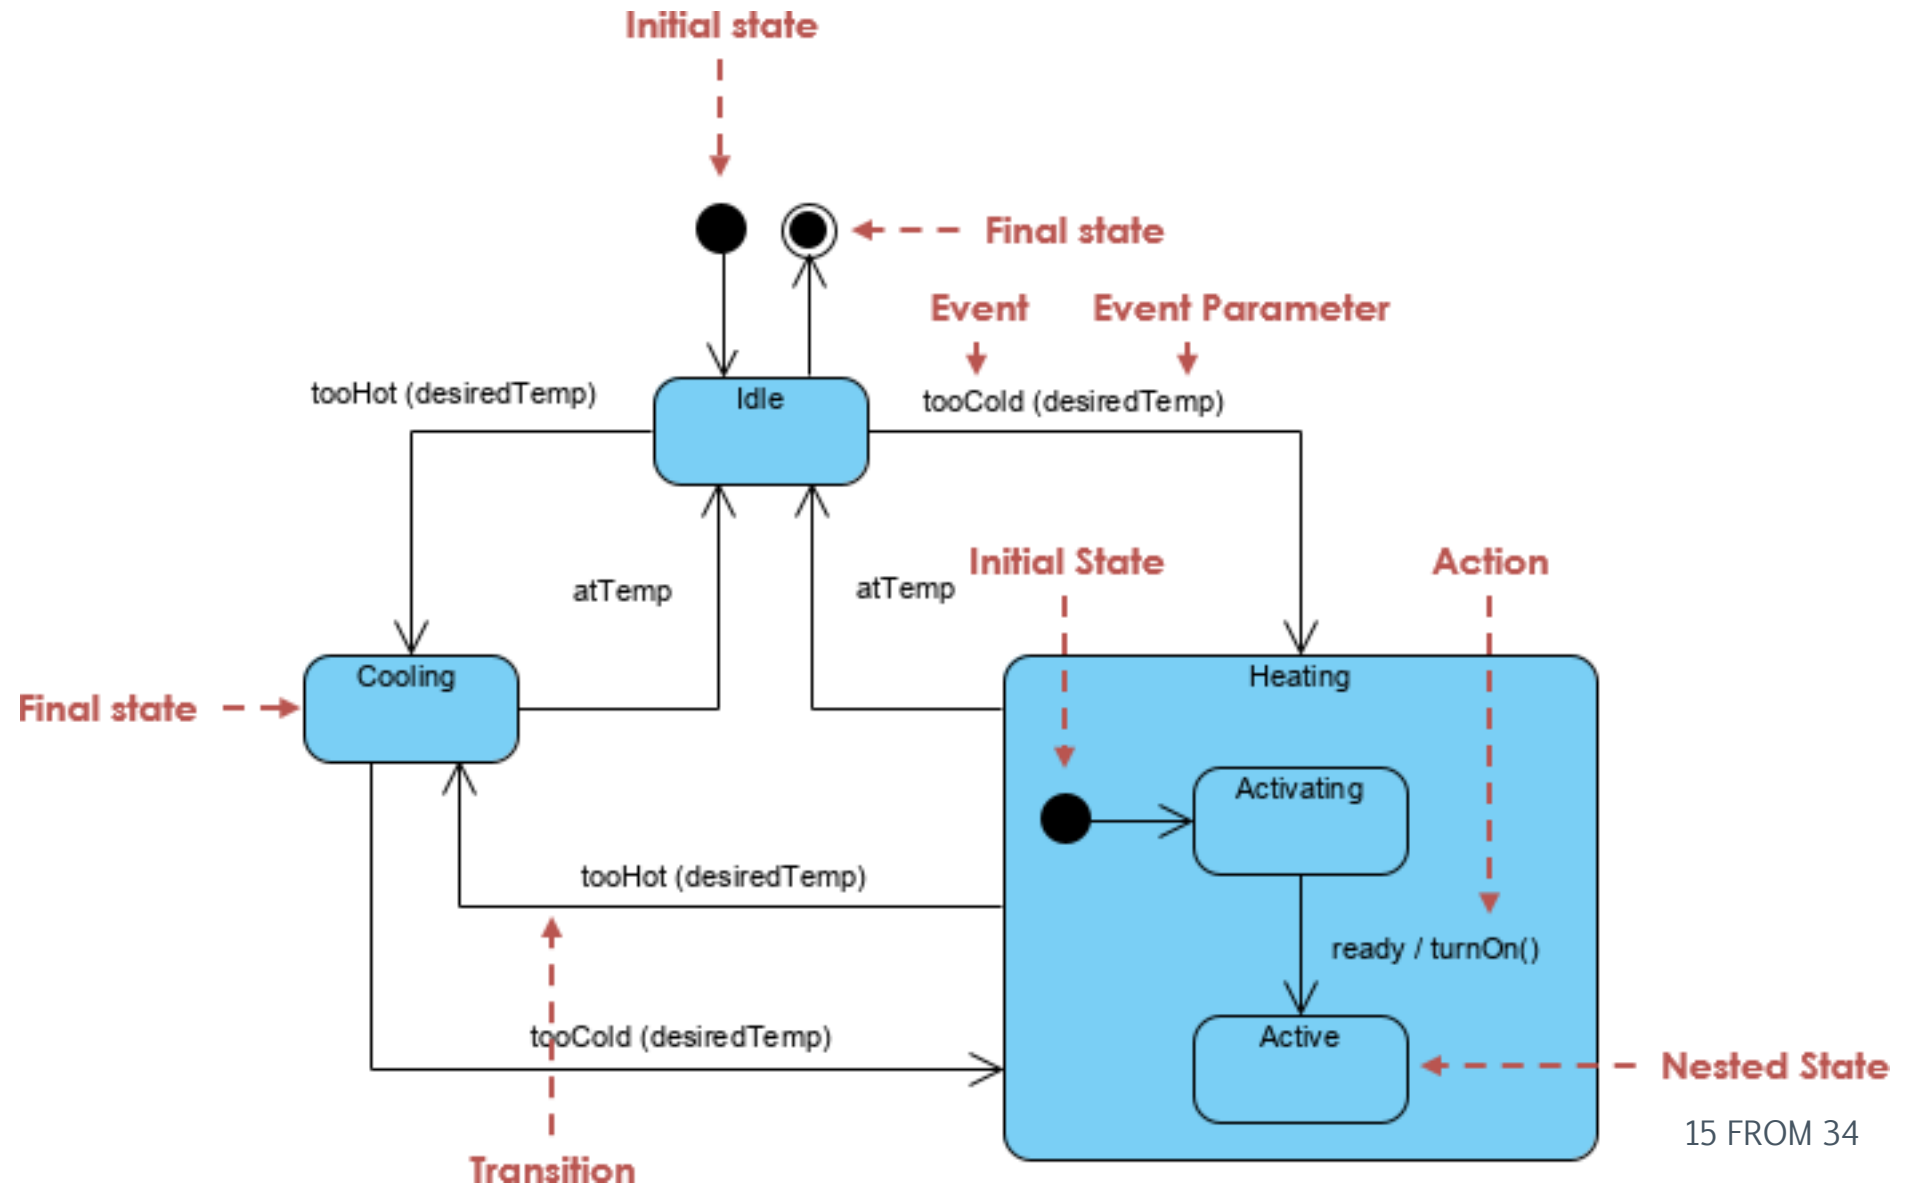 Initial state
Final state
Event
Event Parameter
tooHot (desiredTemp)
Idle
tooCold (desiredTemp)
Initial State
Action
atTemp
atTemp
Cooling
Heating
Final state
Activating
tooHot (desiredTemp)
ready / turnOn()
tooCold (desiredTemp)
Active
Nested State
15 FROM 34
Transition